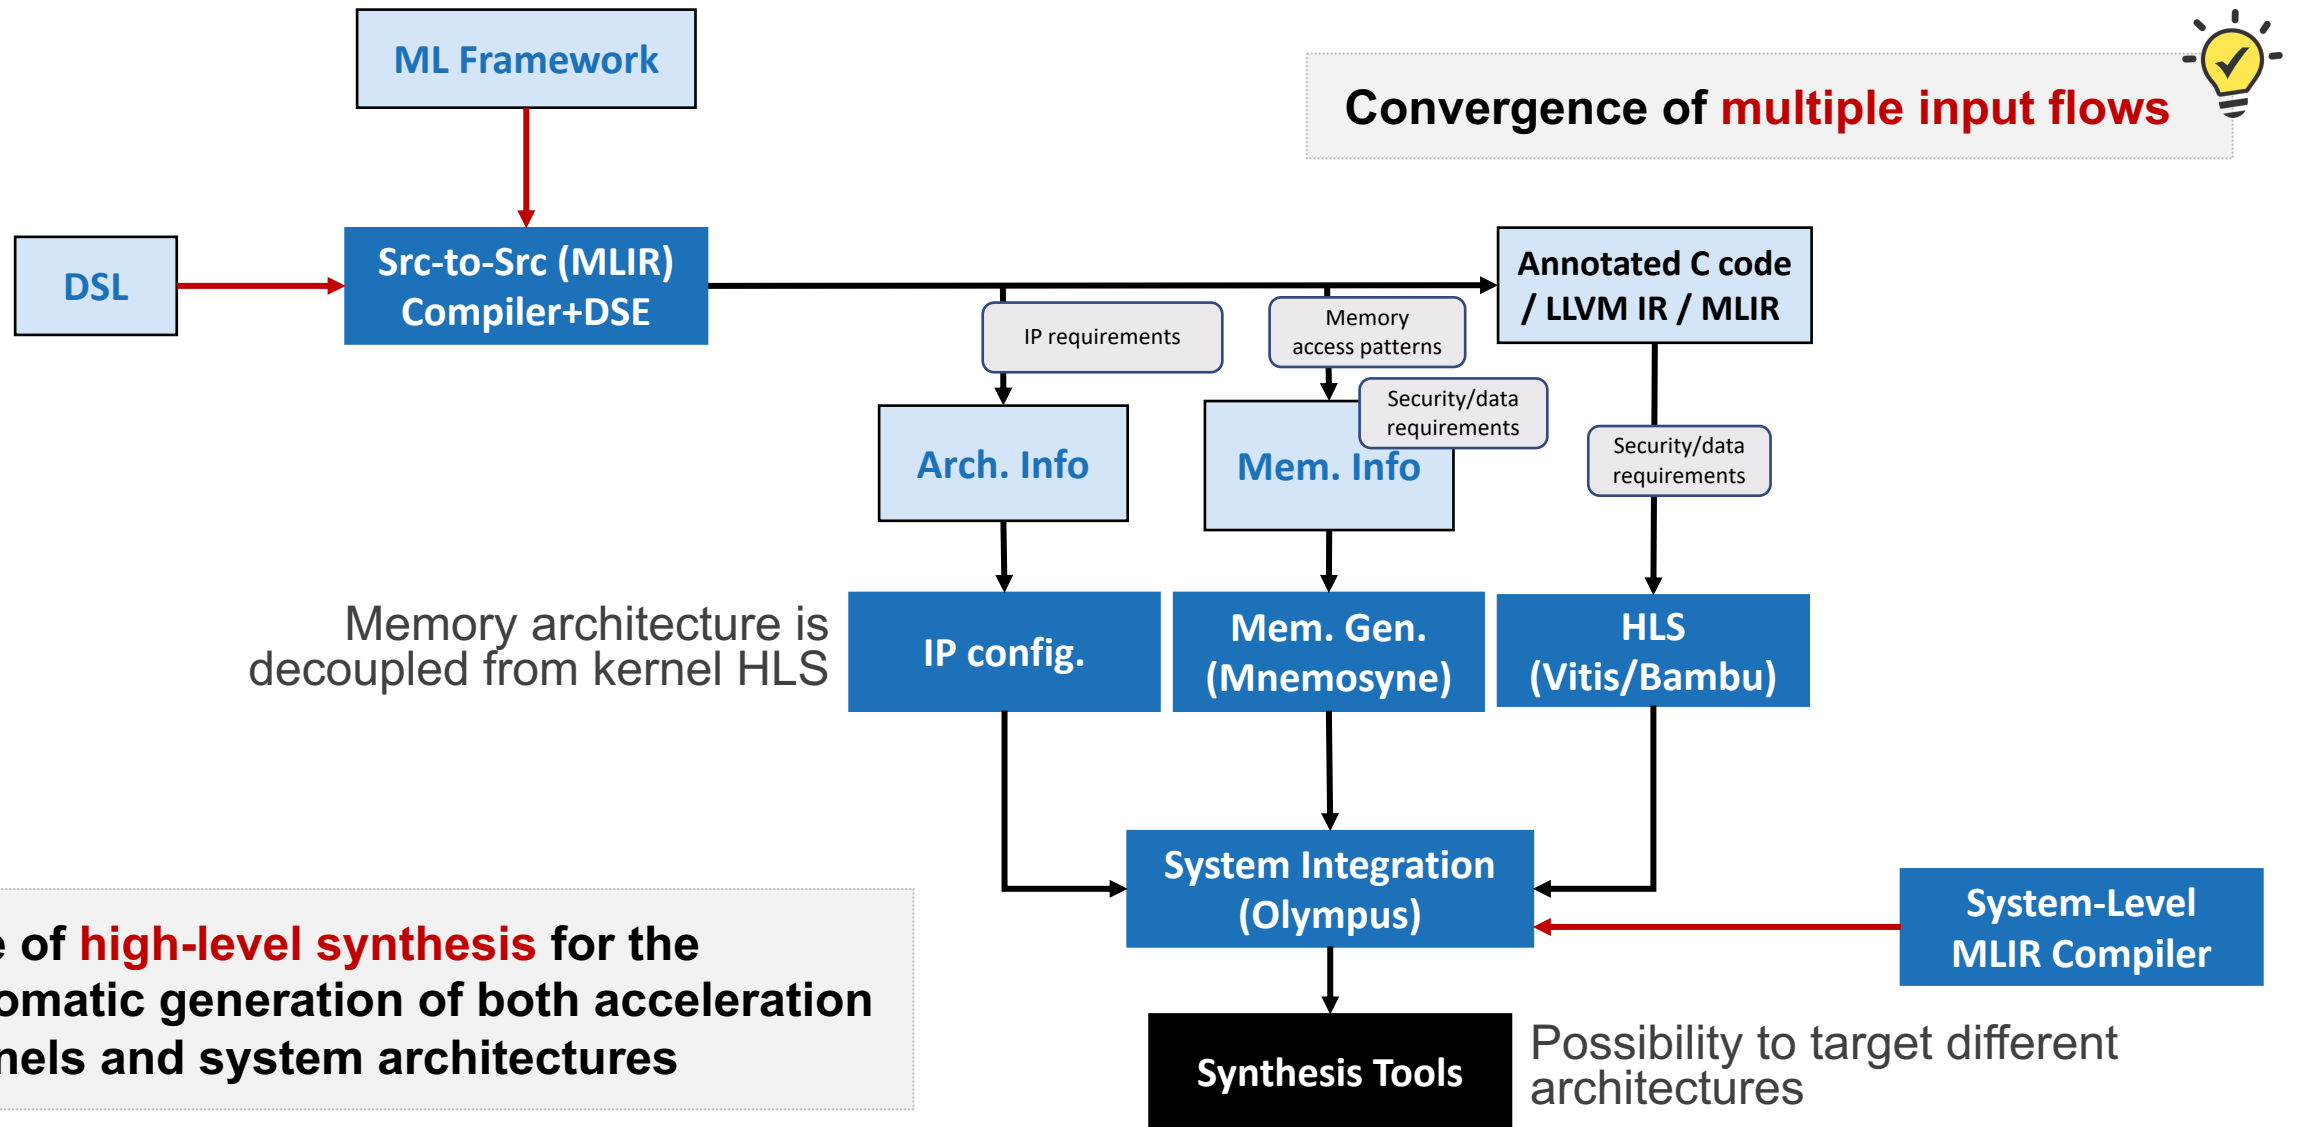 ML Framework
Convergence of multiple input flows
DSL
Src-to-Src (MLIR)
Compiler+DSE
Annotated C code
/ LLVM IR / MLIR
IP requirements
Memory
access patterns
Security/data
requirements
Security/data
requirements
Arch. Info
Mem. Info
Memory architecture is
decoupled from kernel HLS
IP config.
Mem. Gen.
(Mnemosyne)
HLS
(Vitis/Bambu)
System Integration
(Olympus)
System-Level
MLIR Compiler
of high-level synthesis for the
generation of both acceleration
and system architectures
Synthesis Tools
Possibility to target different
architectures